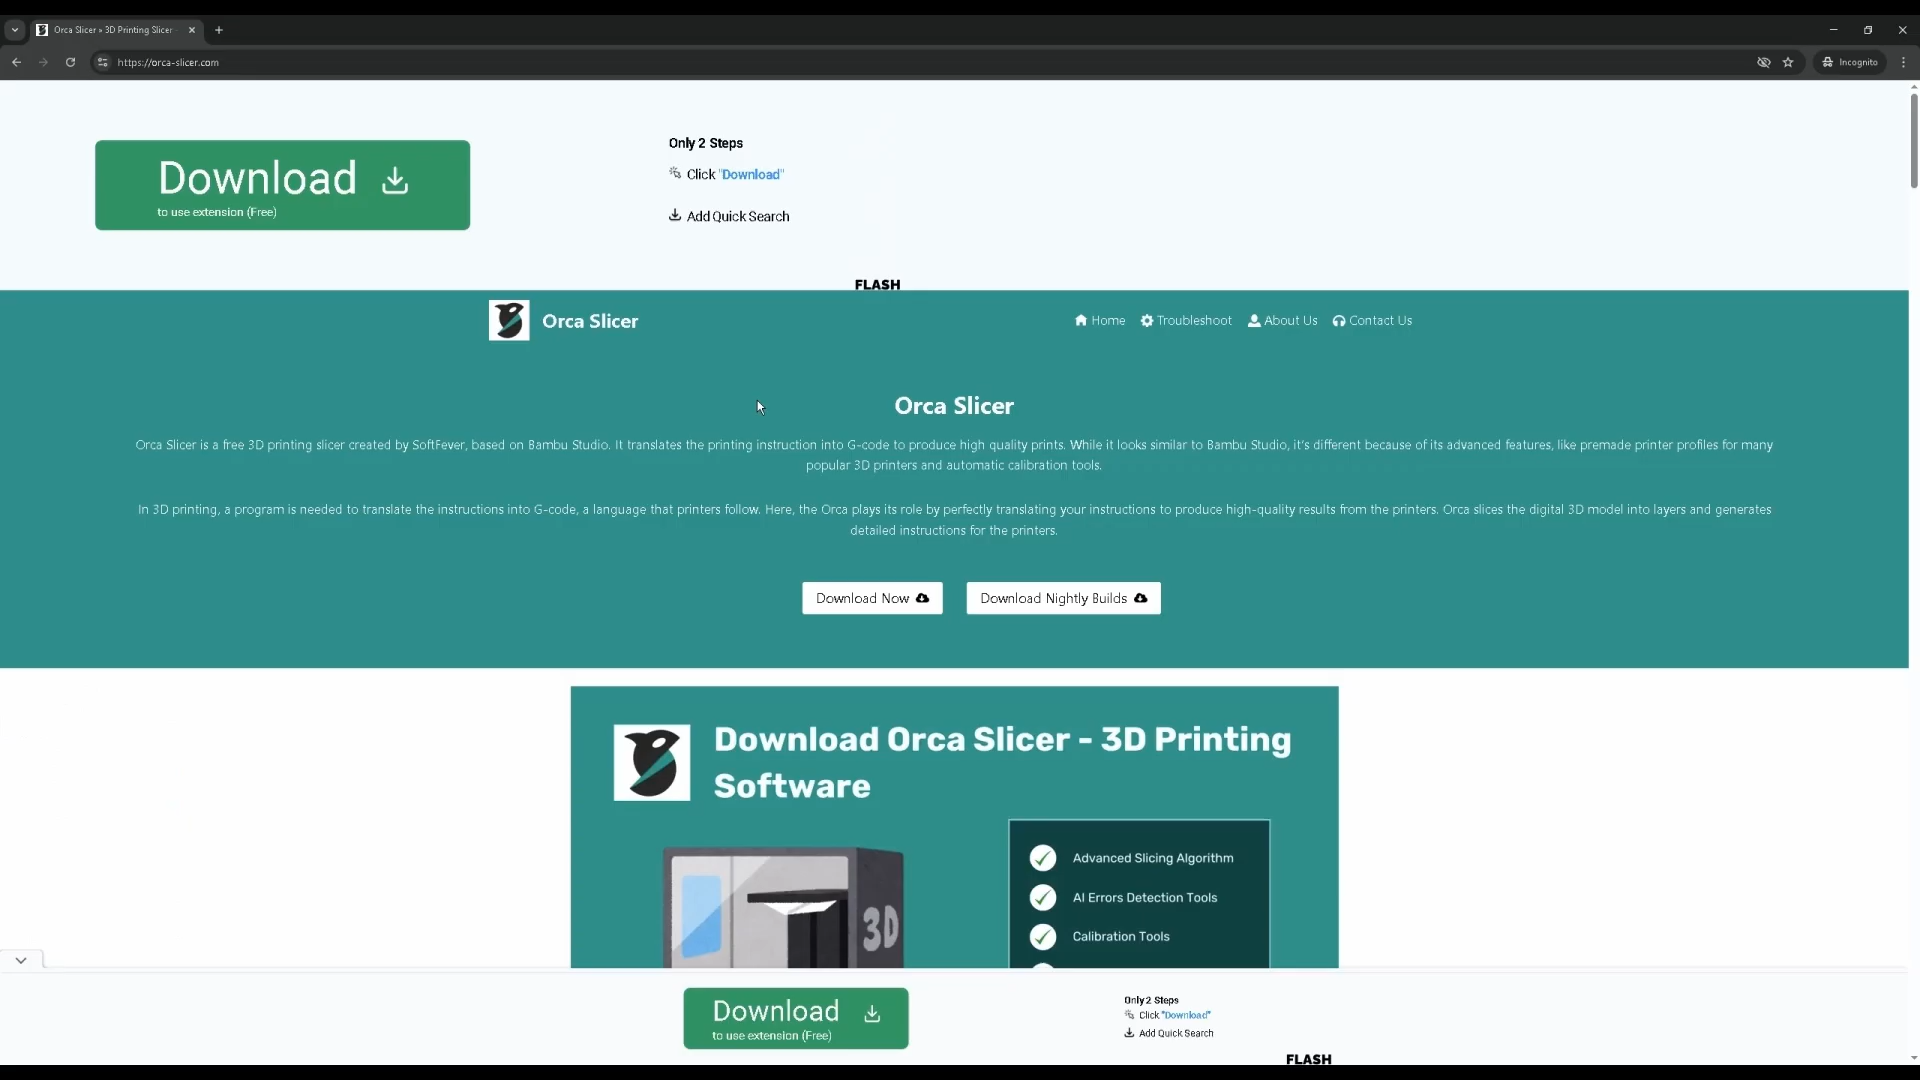 Orca Slicer » 3D Printing Slicer
https://orca-slicer.com
Incognito
Download
to use extension (Free)
Only 2 Steps
Click "Download"
Add Quick Search
FLASH
Orca Slicer
Home
Troubleshoot
About Us
Contact Us
Orca Slicer
Orca Slicer is a free 3D printing slicer created by SoftFever, based on Bambu Studio. It translates the printing instruction into G-code to produce high quality prints. While it looks similar to Bambu Studio, it's different because of its advanced features, like premade printer profiles for many
popular 3D printers and automatic calibration tools.
In 3D printing, a program is needed to translate the instructions into G-code, a language that printers follow. Here, the Orca plays its role by perfectly translating your instructions to produce high-quality results from the printers. Orca slices the digital 3D model into layers and generates
detailed instructions for the printers.
Download Now
Download Nightly Builds
Download Orca Slicer - 3D Printing
Software
3D
Advanced Slicing Algorithm
AI Errors Detection Tools
Calibration Tools
Download
to use extension (Free)
Only 2 Steps
Click "Download"
Add Quick Search
FLASH